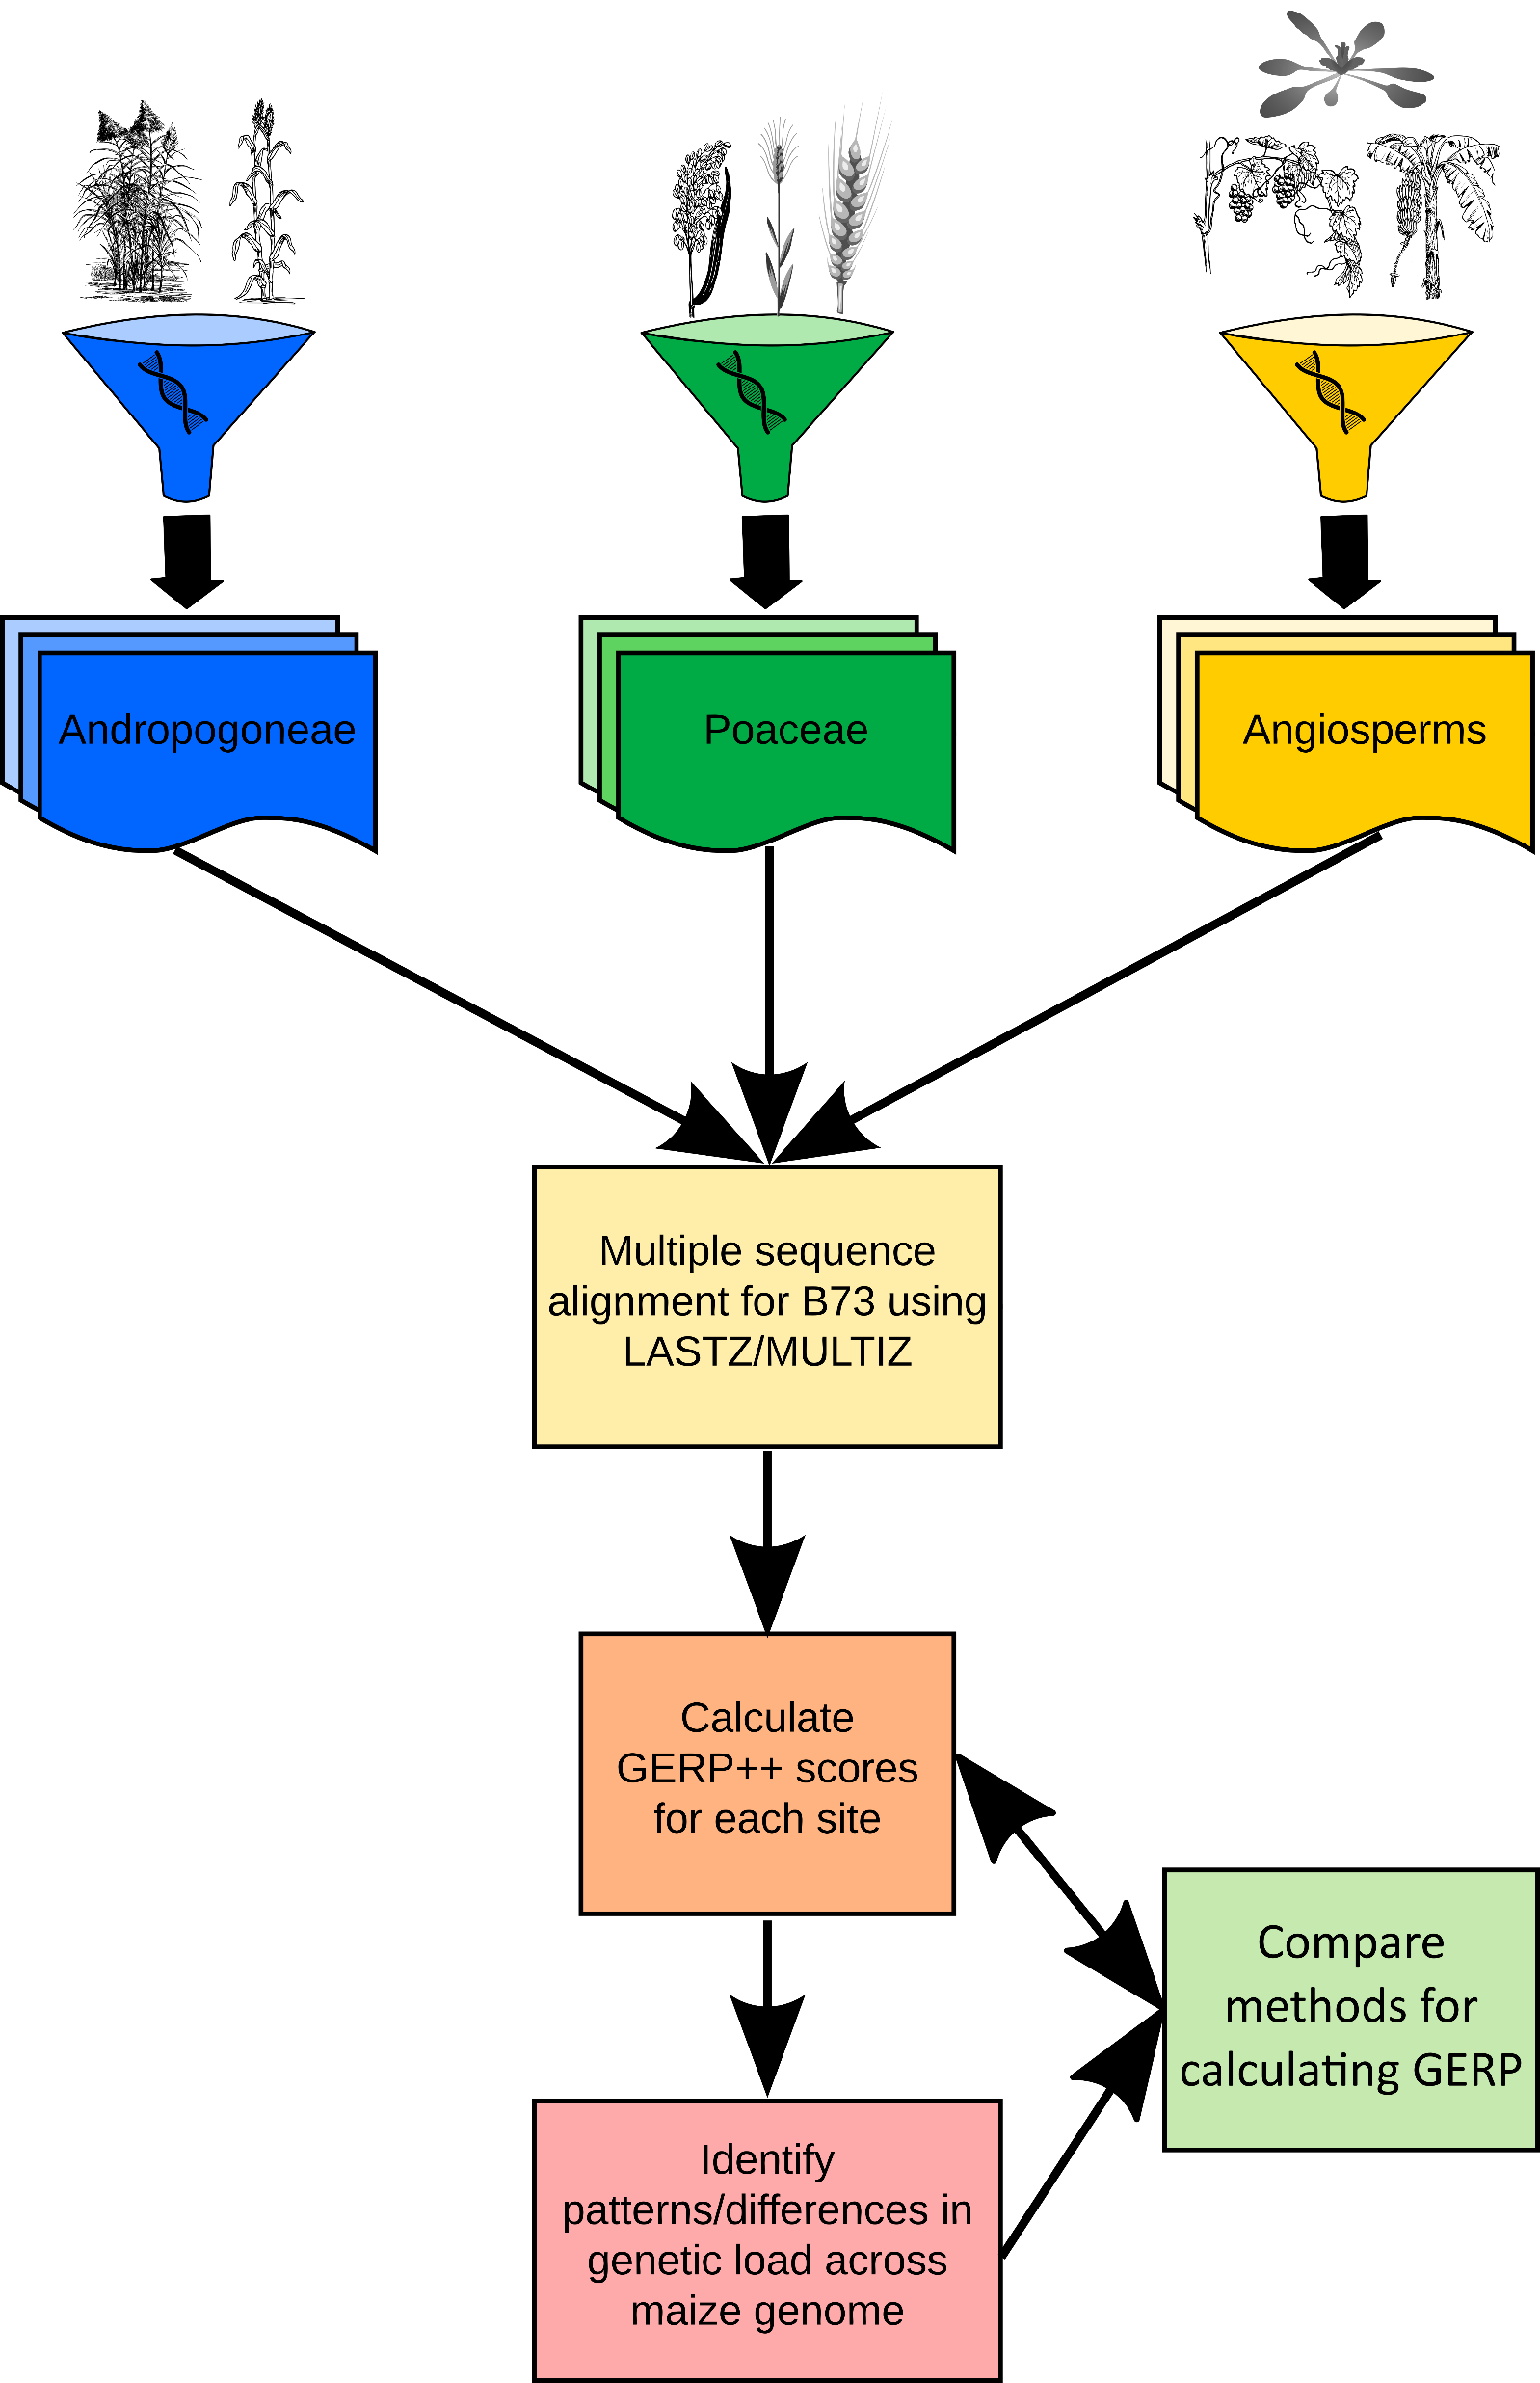 Andropogoneae
Poaceae
Angiosperms
Multiple sequence
alignment for B73 using
LASTZ/MULTIZ
Calculate
GERP++ scores
for each site
Compare
methods for
calculating GERP
Identify
patterns/differences in
genetic load across
maize genome